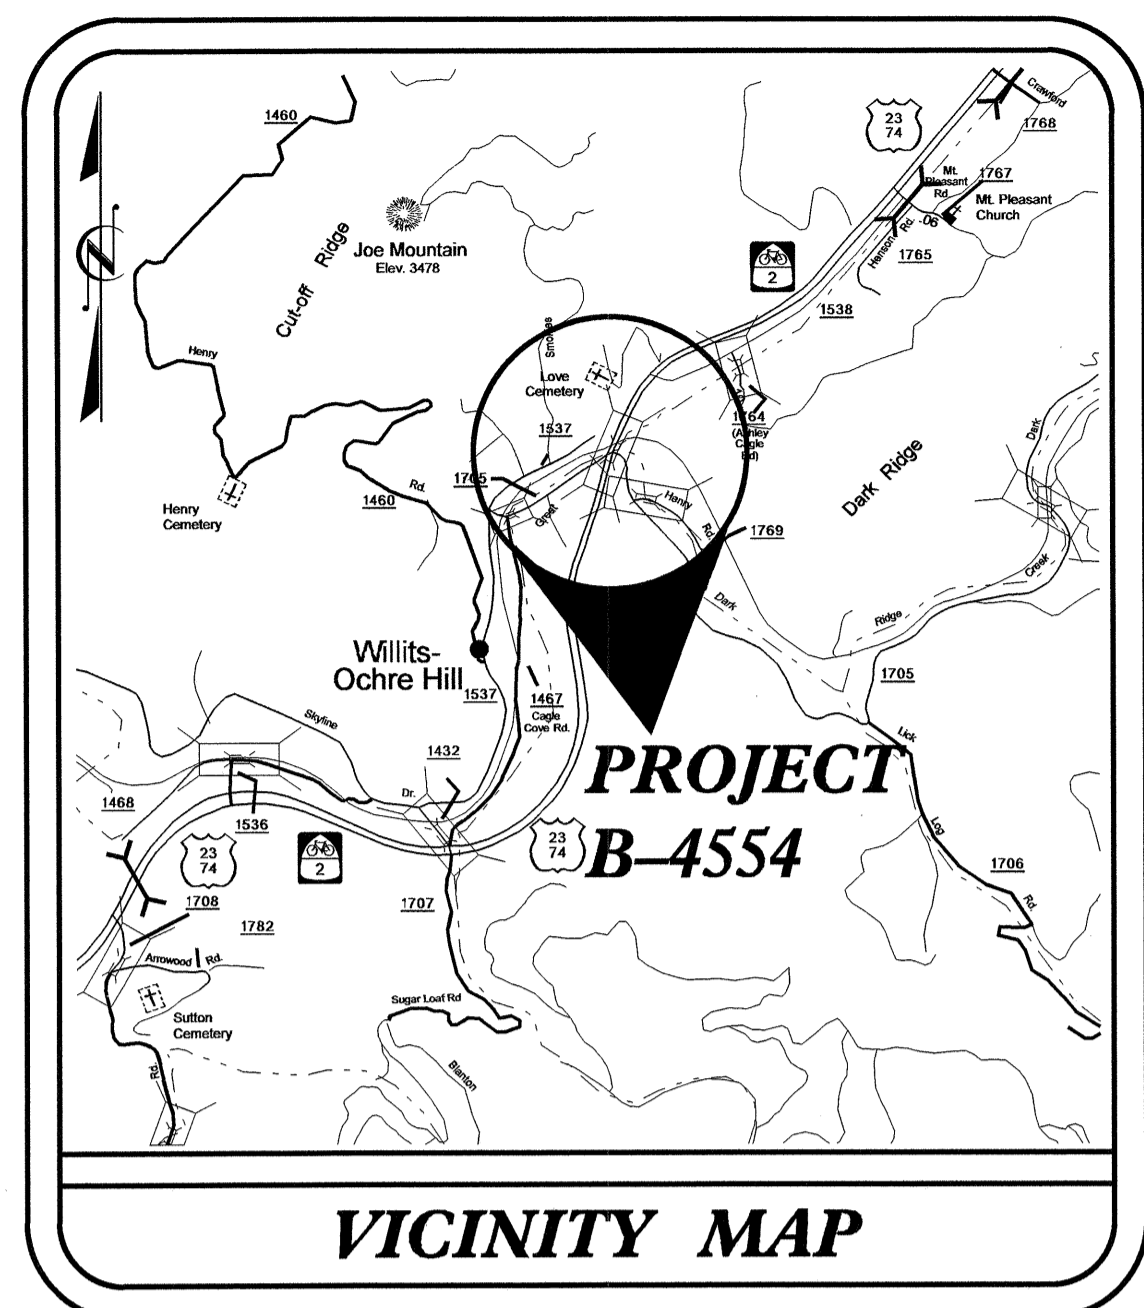 1460
23
74
Crawford
1768
Mt.
Pleasant
Rd.
1767
Mt. Pleasant
Church
.06
Henson Rd.
1765
Cut-off Ridge
Joe Mountain
Elev. 3478
2
1538
Henry
Love
Cemetery
1537
1764
(Ashley
Cagle
Rd)
Dark Ridge
Dark
Henry
Cemetery
1460
Rd.
1705
Henry
Rd.
1769
Creek
Dark
Ridge
Willits-
Ochre Hill
1537
1467
Cagle
Cove Rd.
1705
Skyline
1432
Dr.
Lick
PROJECT
B-4554
1468
1536
23
74
2
23
74
Log
1706
Rd.
1708
1782
1707
Arrowood Rd.
Sutton
Cemetery
Sugar Loaf Rd
Blanton
Rd.
VICINITY MAP